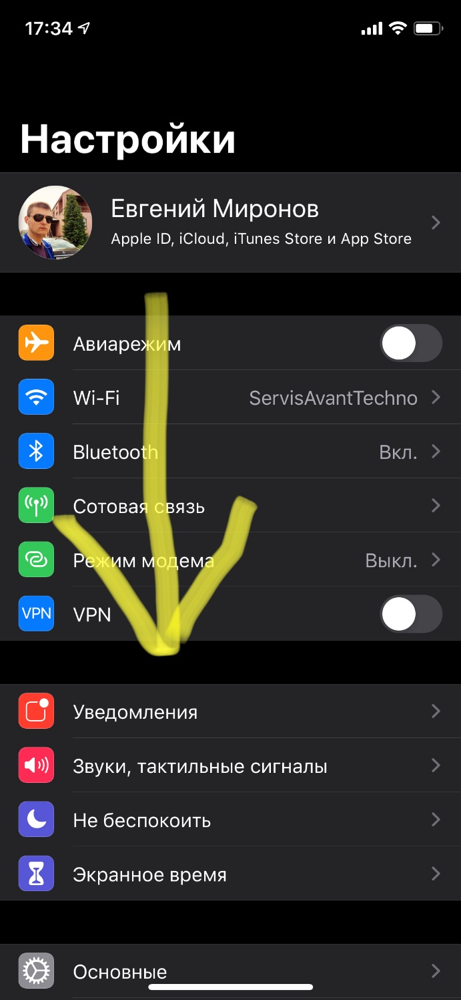 17:34
Настройки
Евгений Миронов
Apple ID, iCloud, iTunes Store и App Store
Авиарежим
Wi-Fi ServisAvantTechno
Bluetooth Вкл.
Сотовая связь
Режим модема Выкл.
VPN VPN
Уведомления
Звуки, тактильные сигналы
Не беспокоить
Экранное время
Основные